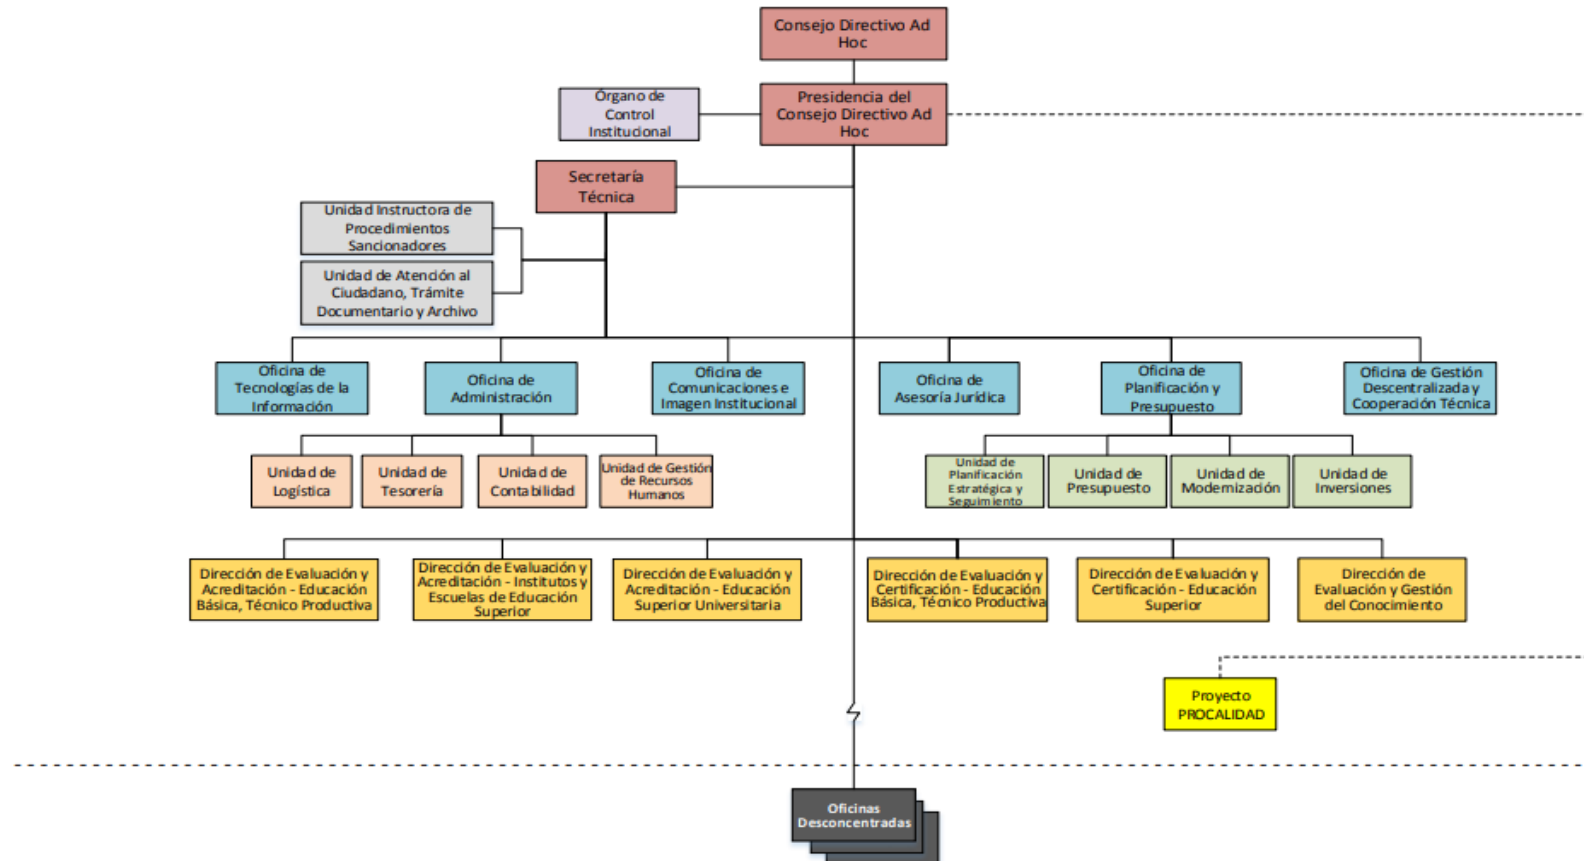 Consejo Directivo Ad
Hoc
Órgano de
Control
Institucional
Presidencia del
Consejo Directivo Ad
Hoc
Secretaría
Técnica
Unidad Instructora de
Procedimientos
Sancionadores
Unidad de Atención al
Ciudadano, Trámite
Documentario y Archivo
Oficina de
Tecnologías de la
Información
Oficina de
Administración
Oficina de
Comunicaciones e
Imagen Institucional
Oficina de
Asesoría Jurídica
Oficina de
Planificación y
Presupuesto
Oficina de Gestión
Descentralizada y
Cooperación Técnica
Unidad de
Logística
Unidad de
Tesorería
Unidad de
Contabilidad
Unidad de Gestión
de Recursos
Humanos
Unidad de
Planificación
Estratégica y
Seguimiento
Unidad de
Presupuesto
Unidad de
Modernización
Unidad de
Inversiones
Dirección de Evaluación y
Acreditación - Educación
Básica, Técnico Productiva
Dirección de Evaluación y
Acreditación - Institutos y
Escuelas de Educación
Superior
Dirección de Evaluación y
Acreditación - Educación
Superior Universitaria
Dirección de Evaluación y
Certificación - Educación
Básica, Técnico Productiva
Dirección de Evaluación y
Certificación - Educación
Superior
Dirección de
Evaluación y Gestión
del Conocimiento
Proyecto
PROCALIDAD
Oficinas
Desconcentradas